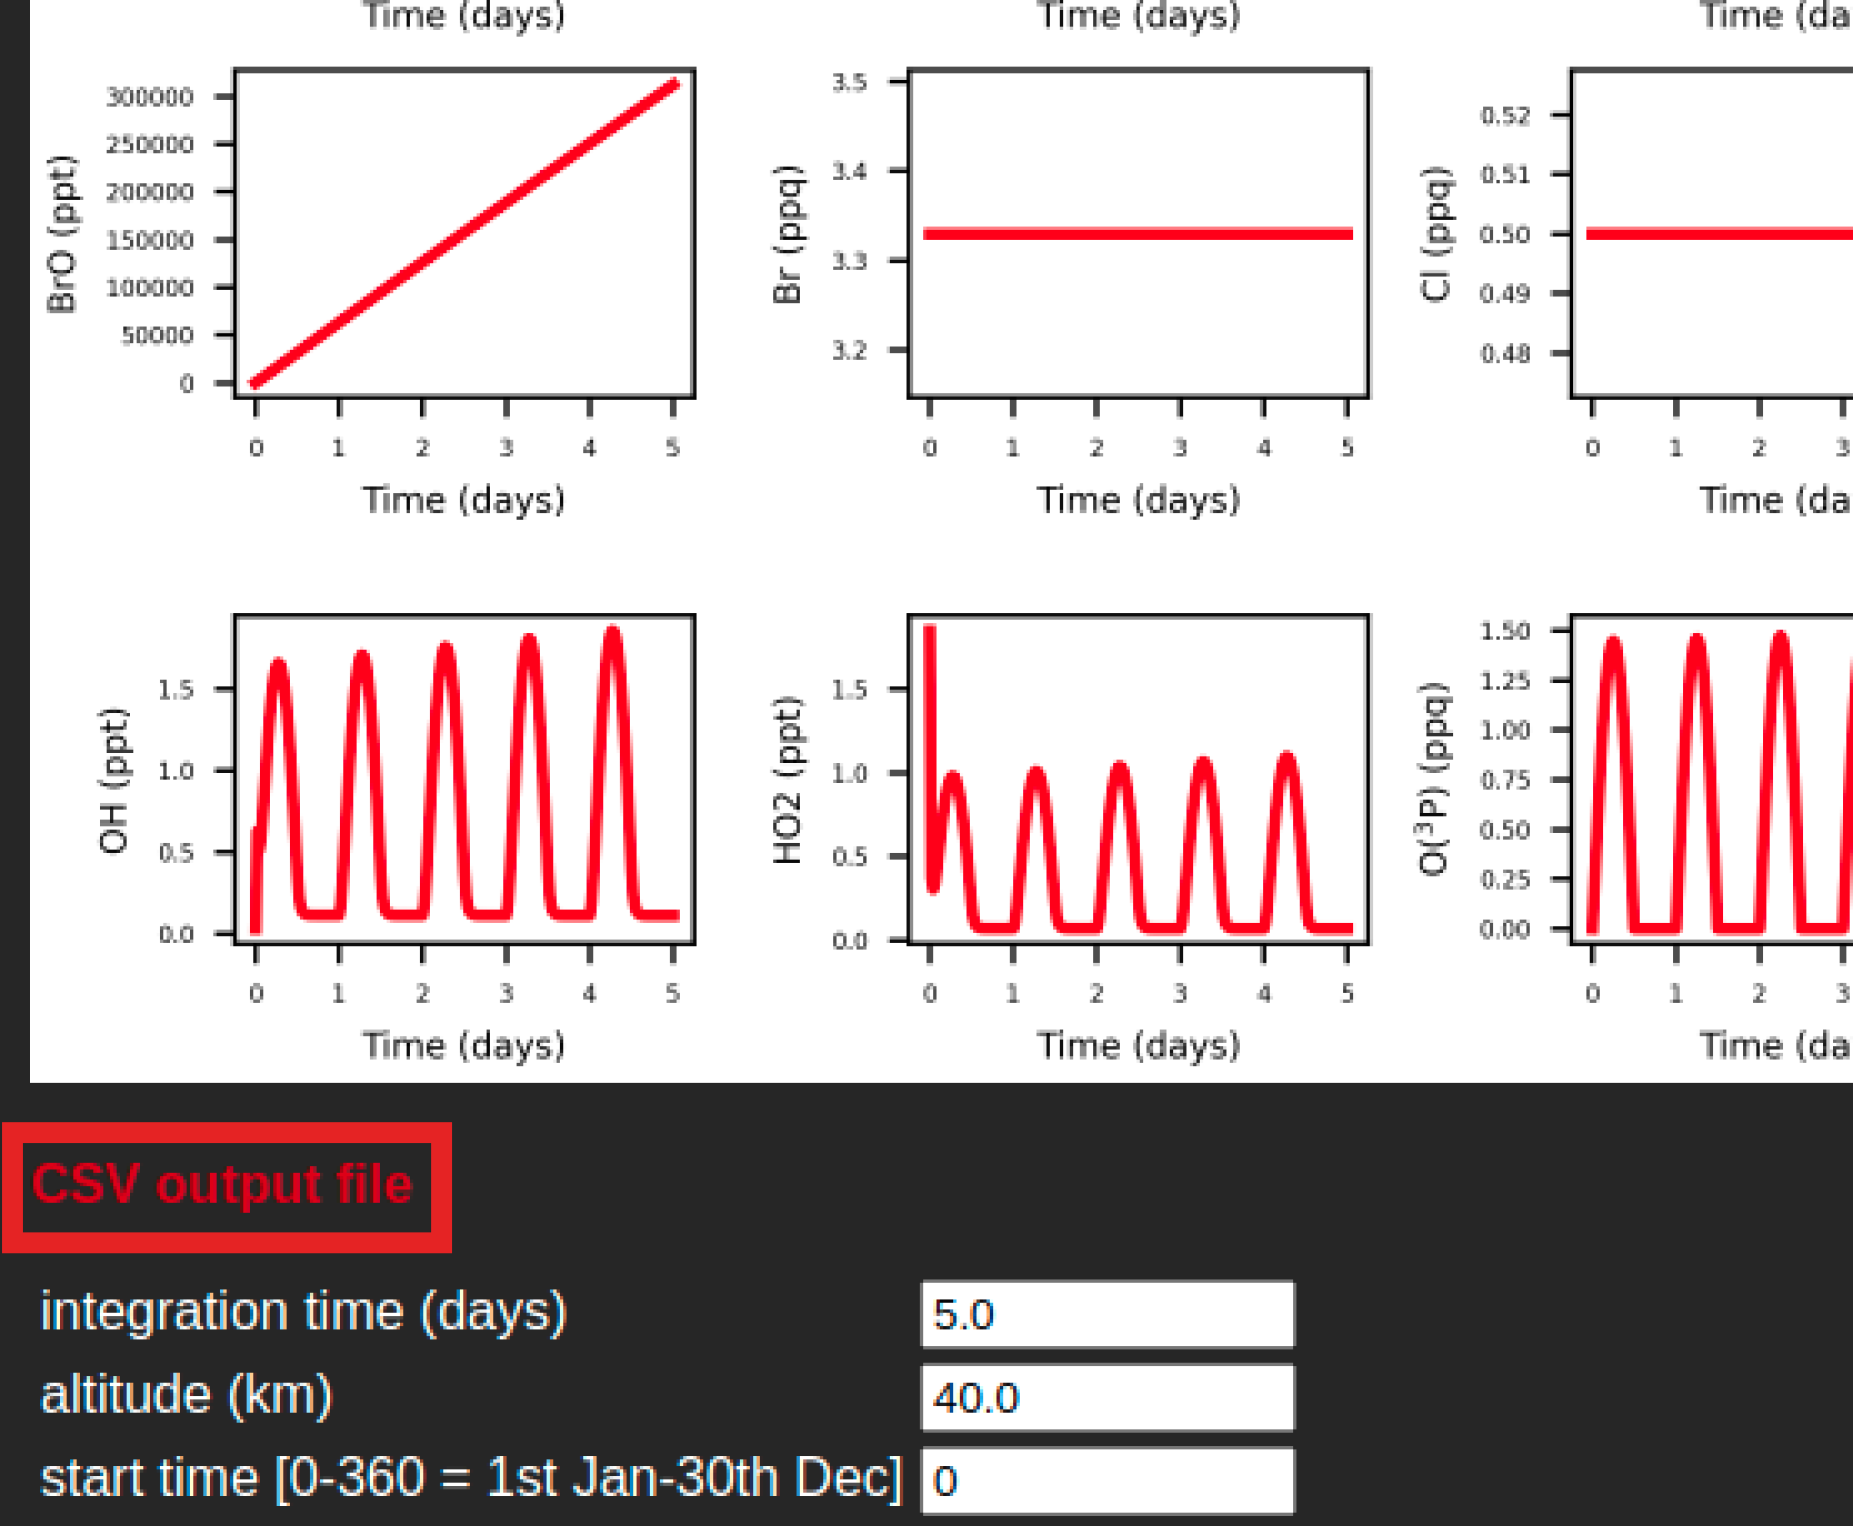 Time (days) Time (days) Time (da
BrO (ppt)
300000
250000
200000
150000
100000
50000
0
0 1 2 3 4 5
Time (days)
Br (ppq)
3.5
3.4
3.3
3.2
0 1 2 3 4 5
Time (days)
Cl (ppq)
0.52
0.51
0.50
0.49
0.48
0 1 2 3
Time (da
OH (ppt)
1.5
1.0
0.5
0.0
0 1 2 3 4 5
Time (days)
HO2 (ppt)
1.5
1.0
0.5
0.0
0 1 2 3 4 5
Time (days)
O(³P) (ppq)
1.50
1.25
1.00
0.75
0.50
0.25
0.00
0 1 2 3
Time (da
CSV output file
integration time (days) 5.0
altitude (km) 40.0
start time [0-360 = 1st Jan-30th Dec] 0